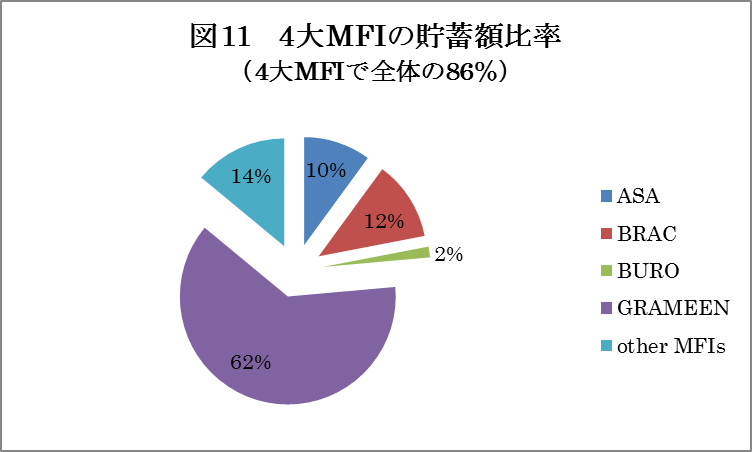 図11　4大MFIの貯蓄額比率
（4大MFIで全体の86%）
10%
12%
2%
62%
14%
ASA
BRAC
BURO
GRAMEEN
other MFIs